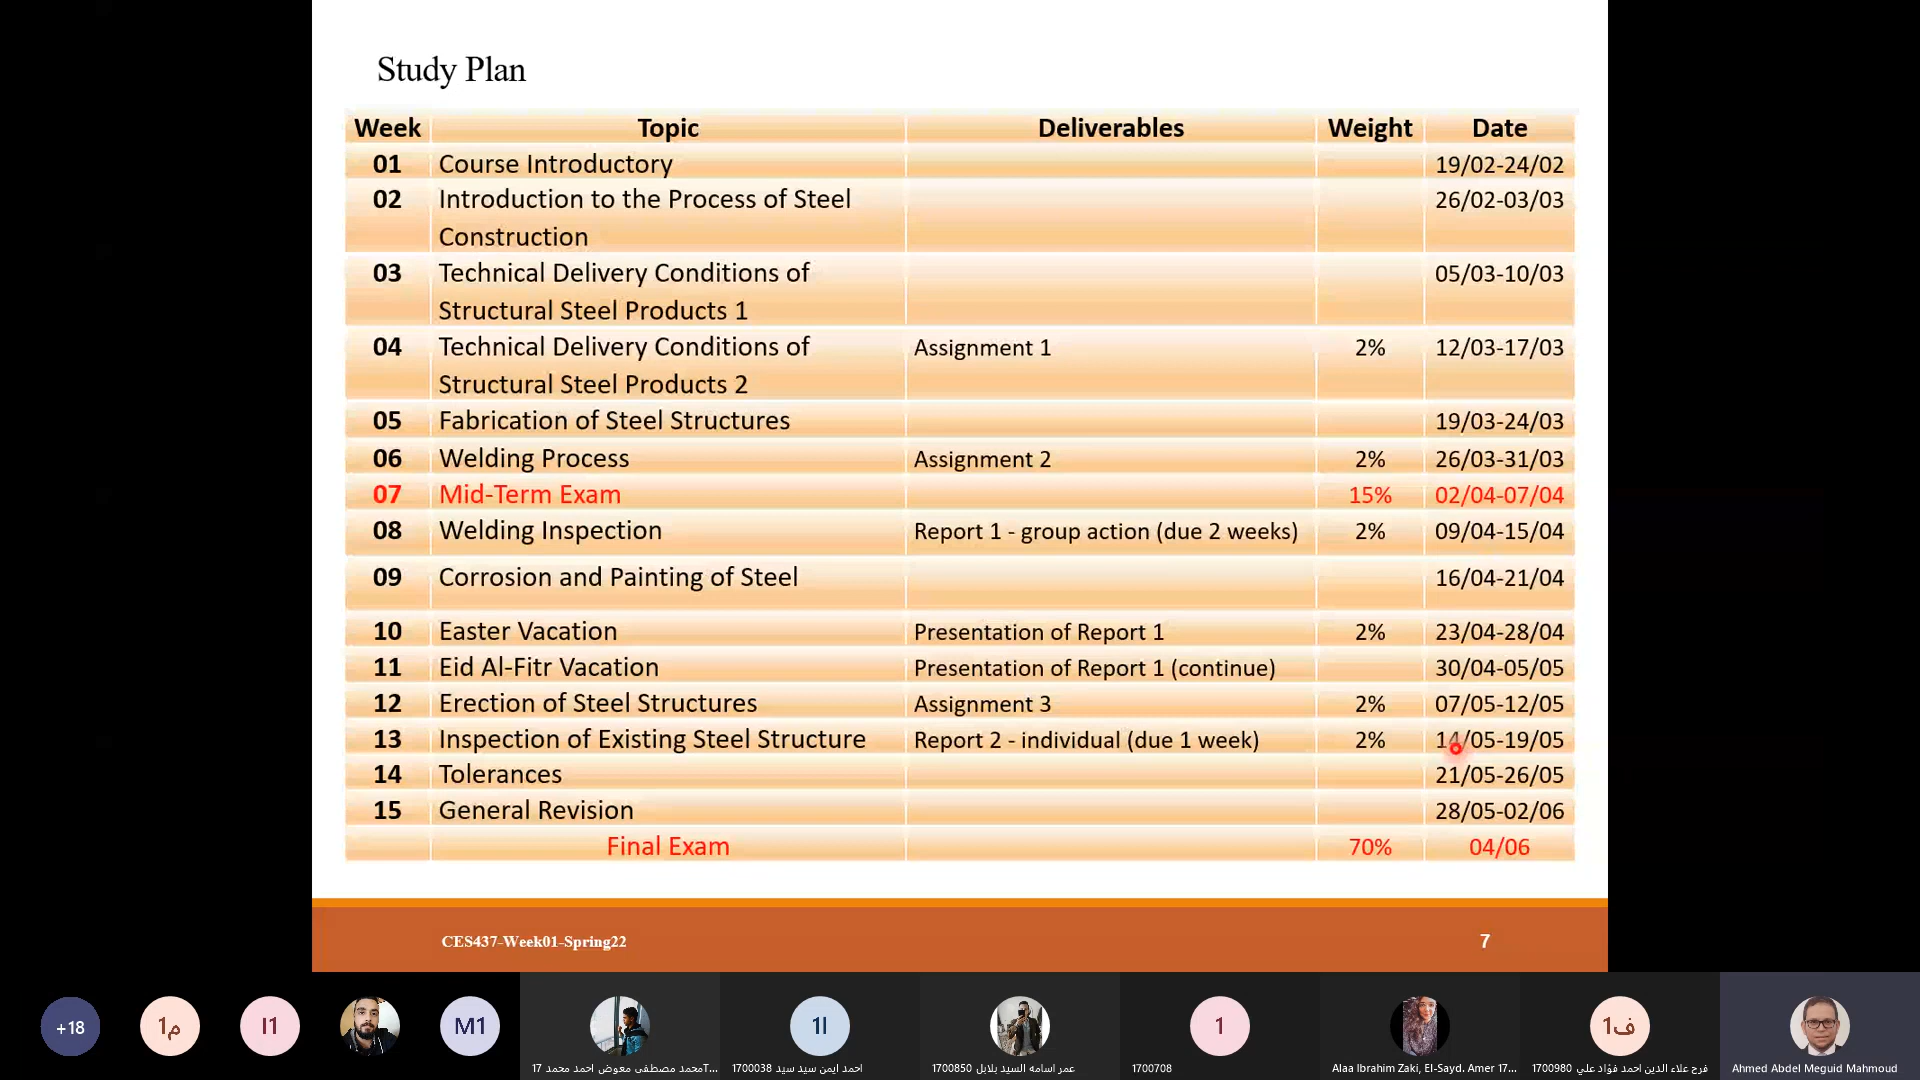 Study Plan
Week Topic Deliverables Weight Date
01 Course Introductory 19/02-24/02
02 Introduction to the Process of Steel 26/02-03/03
Construction
03 Technical Delivery Conditions of 05/03-10/03
Structural Steel Products 1
04 Technical Delivery Conditions of Assignment 1 2% 12/03-17/03
Structural Steel Products 2
05 Fabrication of Steel Structures 19/03-24/03
06 Welding Process Assignment 2 2% 26/03-31/03
07 Mid-Term Exam 15% 02/04-07/04
08 Welding Inspection Report 1 - group action (due 2 weeks) 2% 09/04-15/04
09 Corrosion and Painting of Steel 16/04-21/04
10 Easter Vacation Presentation of Report 1 2% 23/04-28/04
11 Eid Al-Fitr Vacation Presentation of Report 1 (continue) 30/04-05/05
12 Erection of Steel Structures Assignment 3 2% 07/05-12/05
13 Inspection of Existing Steel Structure Report 2 - individual (due 1 week) 2% 14/05-19/05
14 Tolerances 21/05-26/05
15 General Revision 28/05-02/06
Final Exam 70% 04/06
CES437-Week01-Spring22 7
+18 م1 I1 M1 1ا 1 ف1
محمد مصطفى معوض احمد محمد 17T... احمد ايمن سيد سيد 1700038 عمر اسامه السيد بلابل 1700850 1700708 Alaa Ibrahim Zaki, El-Sayd. Amer 17... فرح علاء الدين احمد فؤاد علي 1700980 Ahmed Abdel Meguid Mahmoud